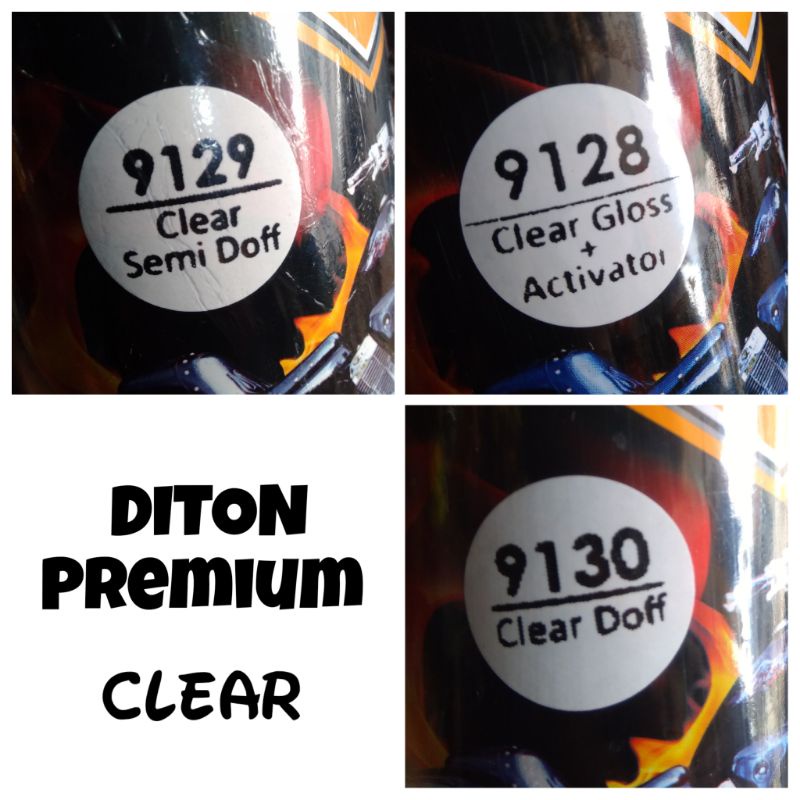 9129
Clear
Semi Doff
9128
Clear Gloss
+
Activator
DITON
PREMIUM
CLEAR
9130
Clear Doff